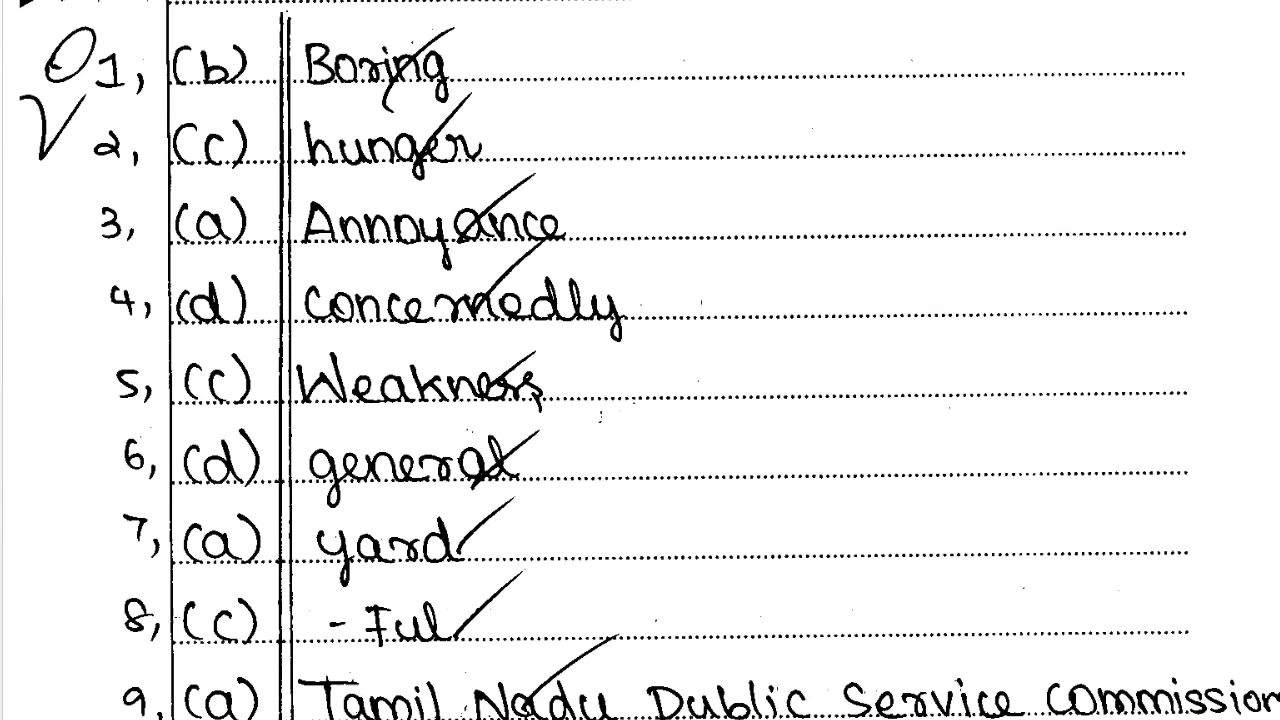 1, (b) Boring
2, (c) hunger
3, (a) Annoyance
4, (d) concernedly
5, (c) Weakness
6, (d) general
7, (a) yard
8, (c) - Ful
9, (a) Tamil Nadu Public Service Commission